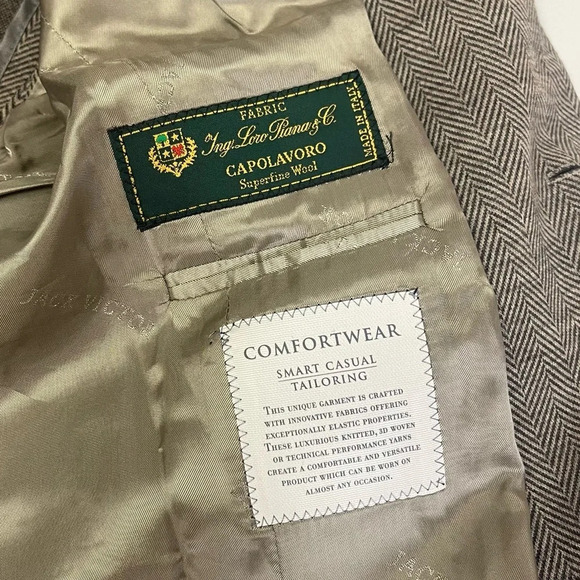 FABRIC
Ing. Loro Piana & C.
CAPOLAVORO
Superfine Wool
MADE IN ITALY
JACK VICTOR
COMFORTWEAR
SMART CASUAL
TAILORING
THIS UNIQUE GARMENT IS CRAFTED
WITH INNOVATIVE FABRICS OFFERING
EXCEPTIONALLY ELASTIC PROPERTIES.
THESE LUXURIOUS KNITTED, 3D WOVEN
OR TECHNICAL PERFORMANCE YARNS
CREATE A COMFORTABLE AND VERSATILE
PRODUCT WHICH CAN BE WORN ON
ALMOST ANY OCCASION.